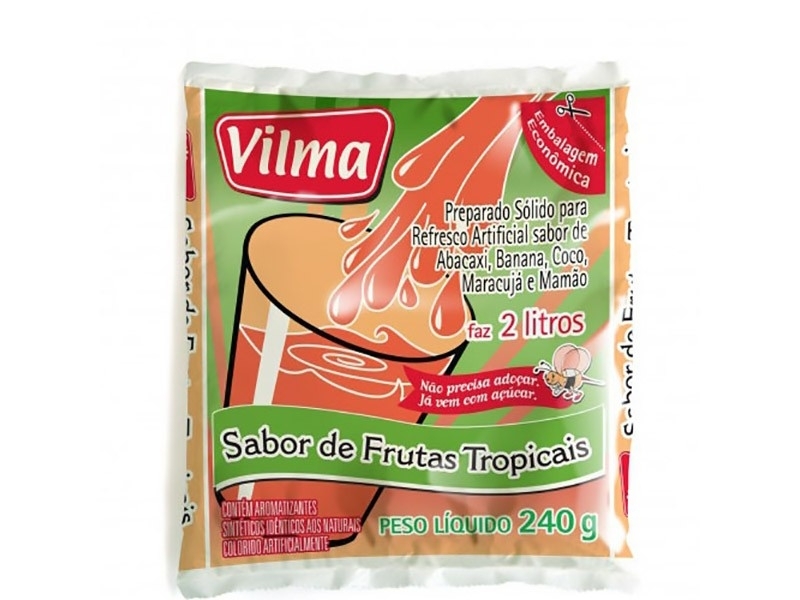 Vilma
Embalagem
Econômica
Preparado Sólido para
Refresco Artificial sabor de
Abacaxi, Banana, Coco,
Maracujá e Mamão
faz 2 litros
Não precisa adoçar.
Já vem com açúcar.
Sabor de Frutas Tropicais
CONTÉM AROMATIZANTES
SINTÉTICOS IDÊNTICOS AOS NATURAIS
COLORIDO ARTIFICIALMENTE
PESO LÍQUIDO 240 g